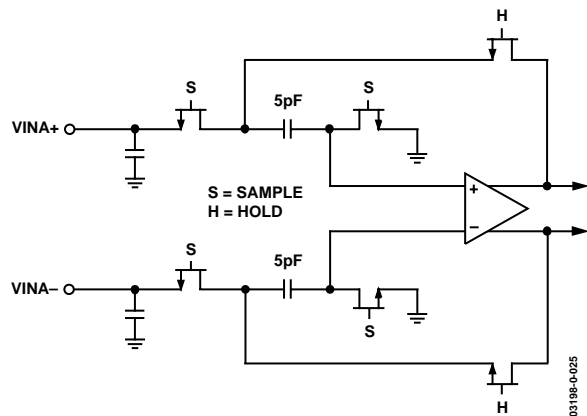 H
S
S
5pF
VINA+
S = SAMPLE
H = HOLD
+
–
S
5pF
VINA–
S
H
03198-0-025